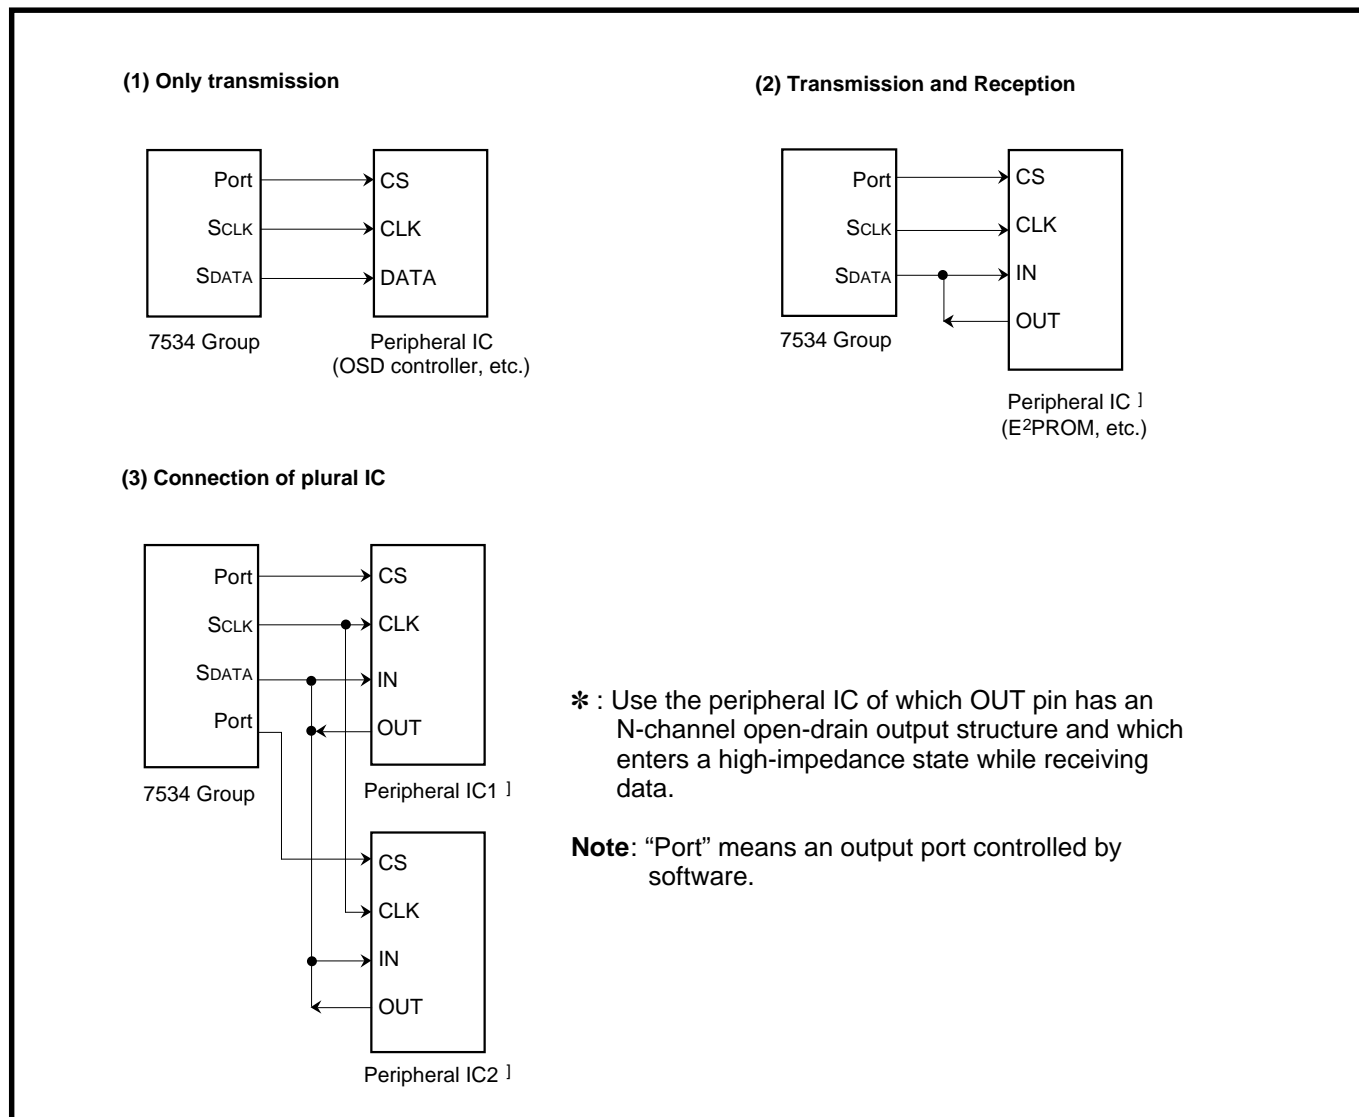 (1) Only transmission
Port
SCLK
SDATA
CS
CLK
DATA
7534 Group
Peripheral IC
(OSD controller, etc.)
(2) Transmission and Reception
Port
SCLK
SDATA
CS
CLK
IN
OUT
7534 Group
Peripheral IC ]
(E2PROM, etc.)
(3) Connection of plural IC
Port
SCLK
SDATA
Port
CS
CLK
IN
OUT
7534 Group
Peripheral IC1 ]
CS
CLK
IN
OUT
Peripheral IC2 ]
✻ : Use the peripheral IC of which OUT pin has an
N-channel open-drain output structure and which
enters a high-impedance state while receiving
data.
Note: “Port” means an output port controlled by
software.